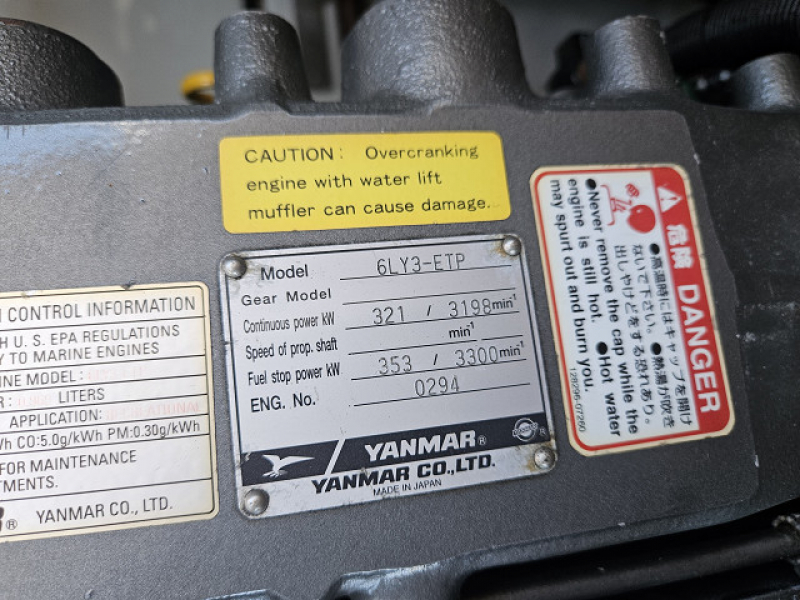 CAUTION: Overcranking
engine with water lift
muffler can cause damage.
Model 6LY3-ETP
Gear Model
Continuous power kW 321 / 3198 min-1
Speed of prop. shaft min-1
Fuel stop power kW 353 / 3300 min-1
ENG. No. 0294
YANMAR®
YANMAR CO.,LTD.
MADE IN JAPAN
CONTROL INFORMATION
H U. S. EPA REGULATIONS
Y TO MARINE ENGINES
INE MODEL:
R: LITERS
APPLICATION:
Wh CO:5.0g/kWh PM:0.30g/kWh
FOR MAINTENANCE
TMENTS.
® YANMAR CO., LTD.
危険 DANGER
●高温時にはキャップを開け
ないで下さい。●熱湯が吹き
出しやけどをする恐れあり。
●Never remove the cap while the
engine is still hot. ●Hot water
may spurt out and burn you.
128296-07260